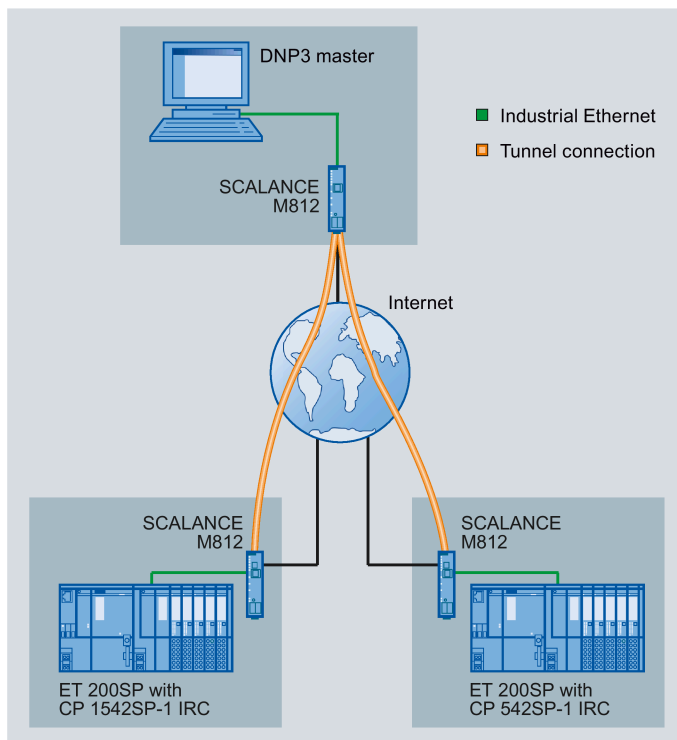 DNP3 master
Industrial Ethernet
Tunnel connection
SCALANCE
M812
Internet
SCALANCE
M812
SCALANCE
M812
ET 200SP with
CP 1542SP-1 IRC
ET 200SP with
CP 542SP-1 IRC